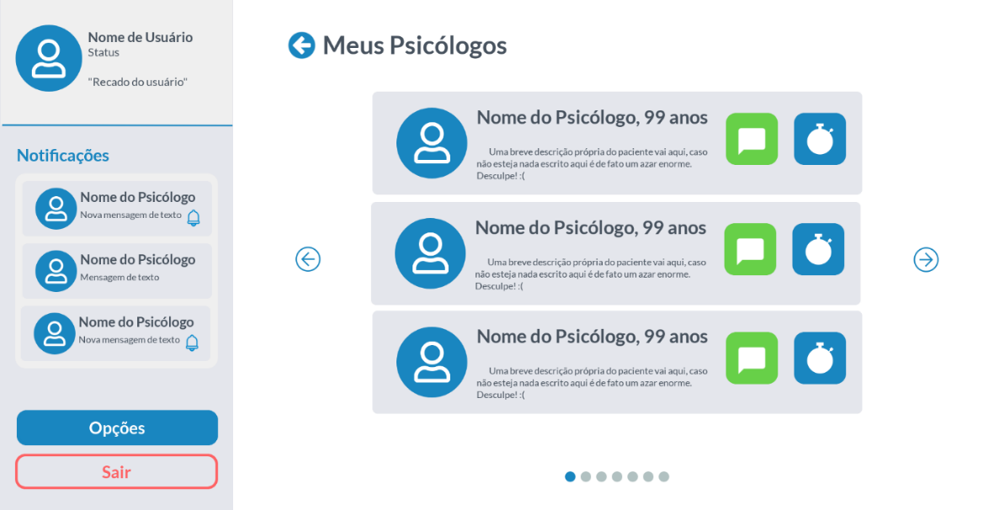 Nome de Usuário
Status
"Recado do usuário"
Notificações
Nome do Psicólogo
Nova mensagem de texto
Nome do Psicólogo
Mensagem de texto
Nome do Psicólogo
Nova mensagem de texto
Opções
Sair
Meus Psicólogos
Nome do Psicólogo, 99 anos
Uma breve descrição própria do paciente vai aqui, caso
não esteja nada escrito aqui é de fato um azar enorme.
Desculpe! :(
Nome do Psicólogo, 99 anos
Uma breve descrição própria do paciente vai aqui, caso
não esteja nada escrito aqui é de fato um azar enorme.
Desculpe! :(
Nome do Psicólogo, 99 anos
Uma breve descrição própria do paciente vai aqui, caso
não esteja nada escrito aqui é de fato um azar enorme.
Desculpe! :(